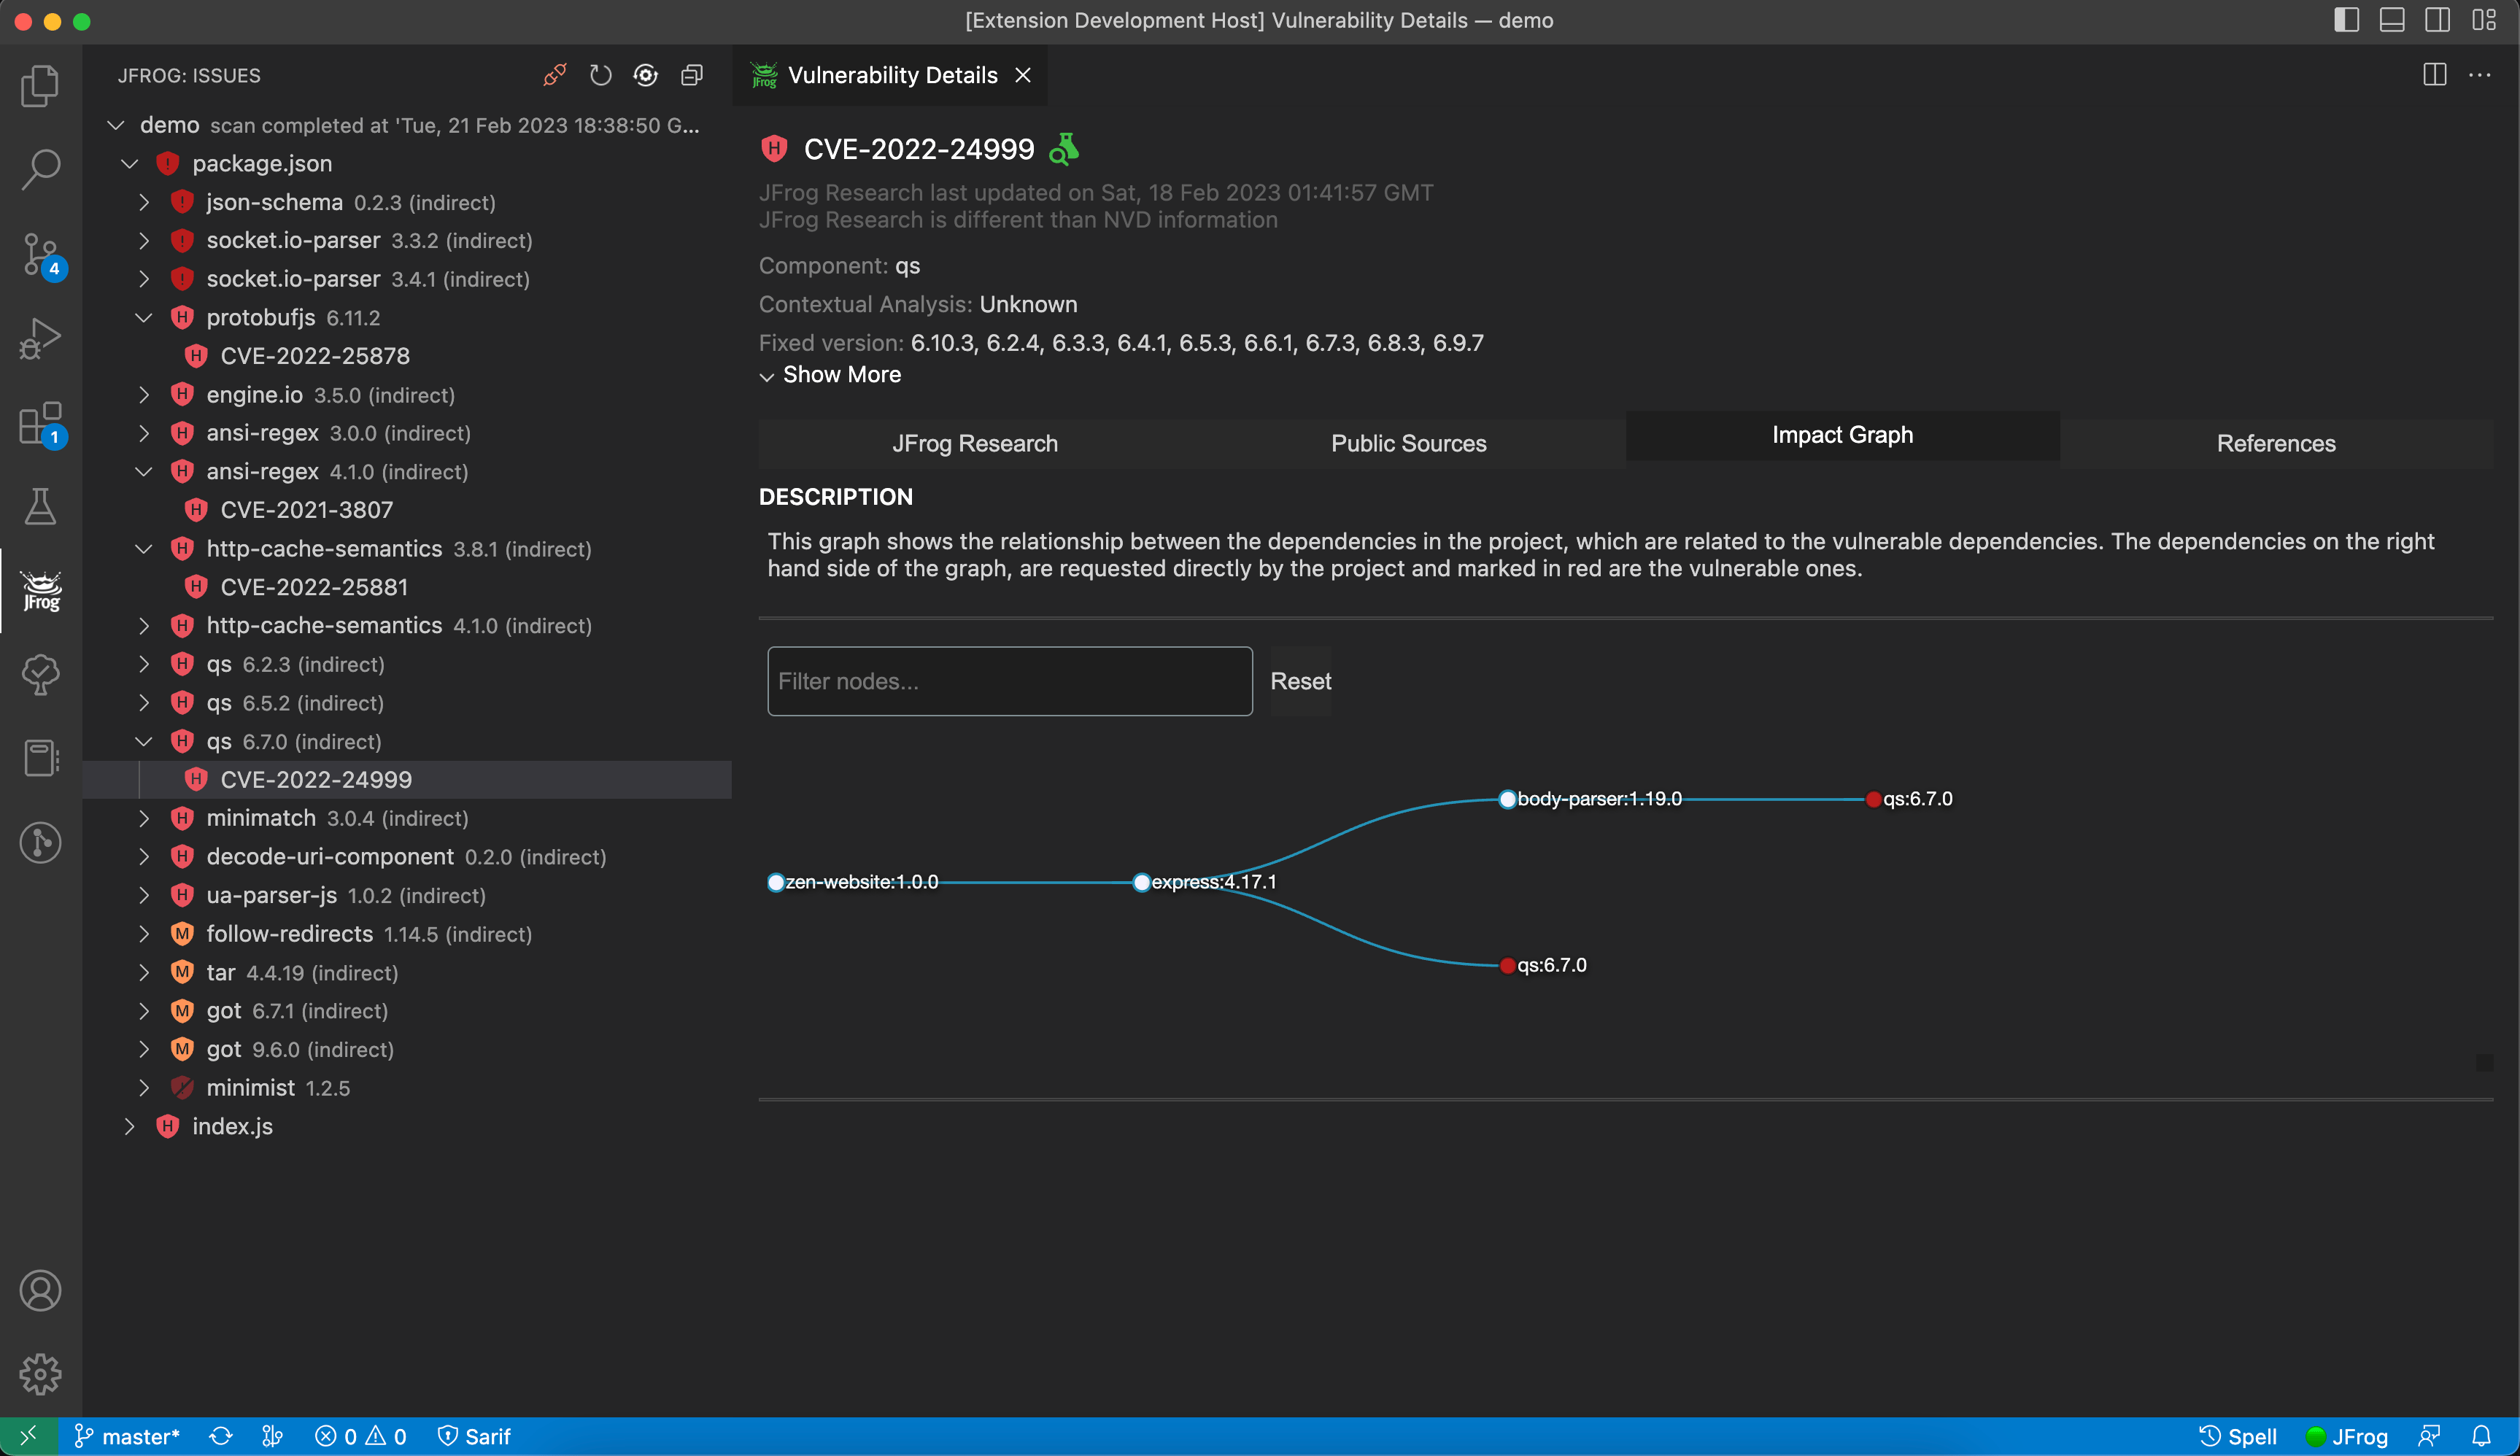 [Extension Development Host] Vulnerability Details — demo
JFROG: ISSUES
demo scan completed at 'Tue, 21 Feb 2023 18:38:50 G...
package.json
json-schema 0.2.3 (indirect)
socket.io-parser 3.3.2 (indirect)
socket.io-parser 3.4.1 (indirect)
H protobufjs 6.11.2
H CVE-2022-25878
H engine.io 3.5.0 (indirect)
H ansi-regex 3.0.0 (indirect)
H ansi-regex 4.1.0 (indirect)
H CVE-2021-3807
H http-cache-semantics 3.8.1 (indirect)
H CVE-2022-25881
H http-cache-semantics 4.1.0 (indirect)
H qs 6.2.3 (indirect)
H qs 6.5.2 (indirect)
H qs 6.7.0 (indirect)
H CVE-2022-24999
H minimatch 3.0.4 (indirect)
H decode-uri-component 0.2.0 (indirect)
H ua-parser-js 1.0.2 (indirect)
M follow-redirects 1.14.5 (indirect)
M tar 4.4.19 (indirect)
M got 6.7.1 (indirect)
M got 9.6.0 (indirect)
minimist 1.2.5
H index.js
4
1
JFrog
JFrog Vulnerability Details
H CVE-2022-24999
JFrog Research last updated on Sat, 18 Feb 2023 01:41:57 GMT
JFrog Research is different than NVD information
Component: qs
Contextual Analysis: Unknown
Fixed version: 6.10.3, 6.2.4, 6.3.3, 6.4.1, 6.5.3, 6.6.1, 6.7.3, 6.8.3, 6.9.7
Show More
JFrog Research Public Sources Impact Graph References
DESCRIPTION
This graph shows the relationship between the dependencies in the project, which are related to the vulnerable dependencies. The dependencies on the right
hand side of the graph, are requested directly by the project and marked in red are the vulnerable ones.
Filter nodes... Reset
body-parser:1.19.0 qs:6.7.0
zen-website:1.0.0 express:4.17.1
qs:6.7.0
master* 0 0 Sarif Spell JFrog